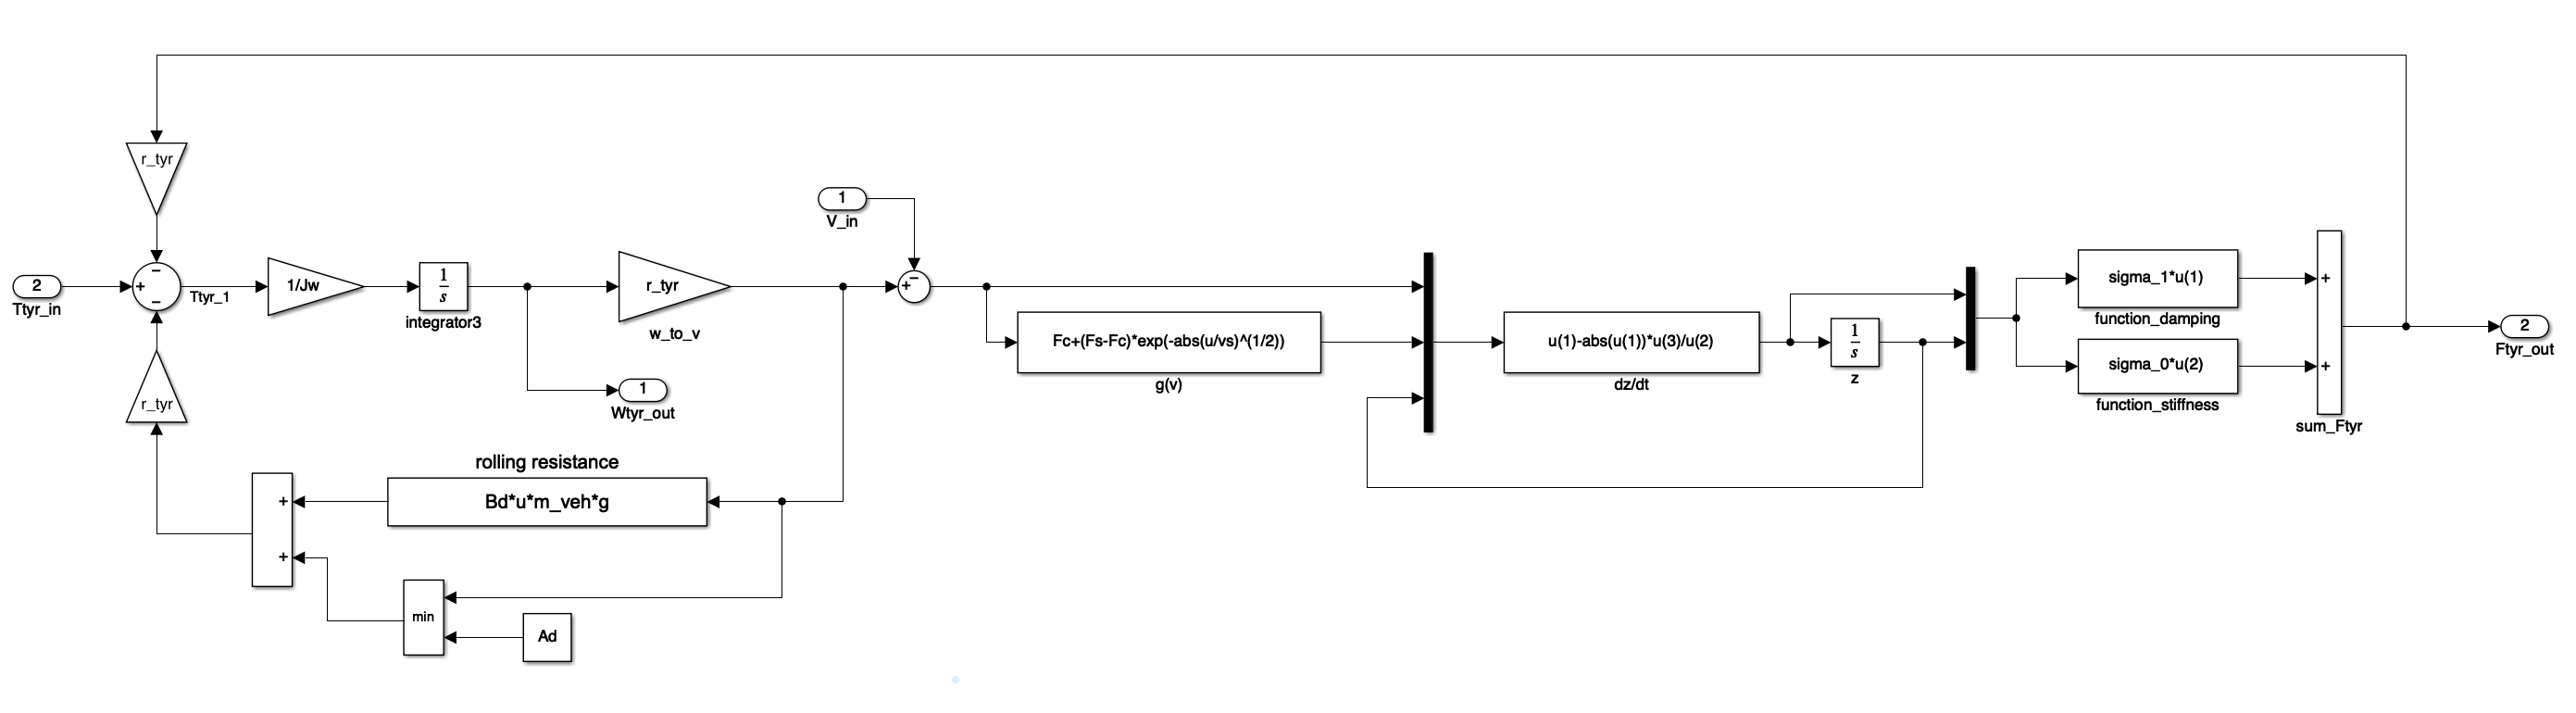 r_tyr
2
Ttyr_in
−
+
−
Ttyr_1
1/Jw
1
s
integrator3
r_tyr
w_to_v
1
V_in
−
+
1
Wtyr_out
Fc+(Fs-Fc)*exp(-abs(u/vs)^(1/2))
g(v)
u(1)-abs(u(1))*u(3)/u(2)
dz/dt
1
s
z
sigma_1*u(1)
function_damping
sigma_0*u(2)
function_stiffness
+
+
sum_Ftyr
2
Ftyr_out
r_tyr
rolling resistance
Bd*u*m_veh*g
+
+
min
Ad